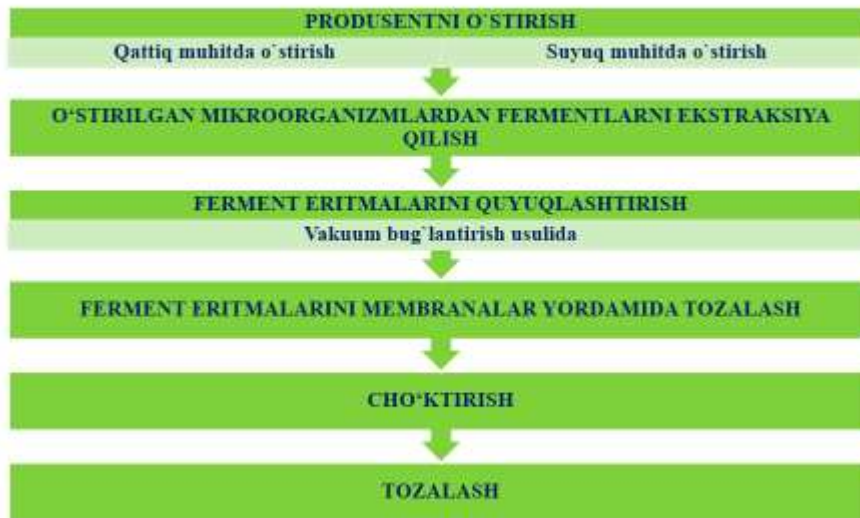 PRODUSENTNI O`STIRISH
Qattiq muhitda o`stirish
Suyuq muhitda o`stirish
O‘STIRILGAN MIKROORGANIZMLARDAN FERMENTLARNI EKSTRAKSIYA
QILISH
FERMENT ERITMALARINI QUYUQLASHTIRISH
Vakuum bug`lantirish usulida
FERMENT ERITMALARINI MEMBRANALAR YORDAMIDA TOZALASH
CHO‘KTIRISH
TOZALASH